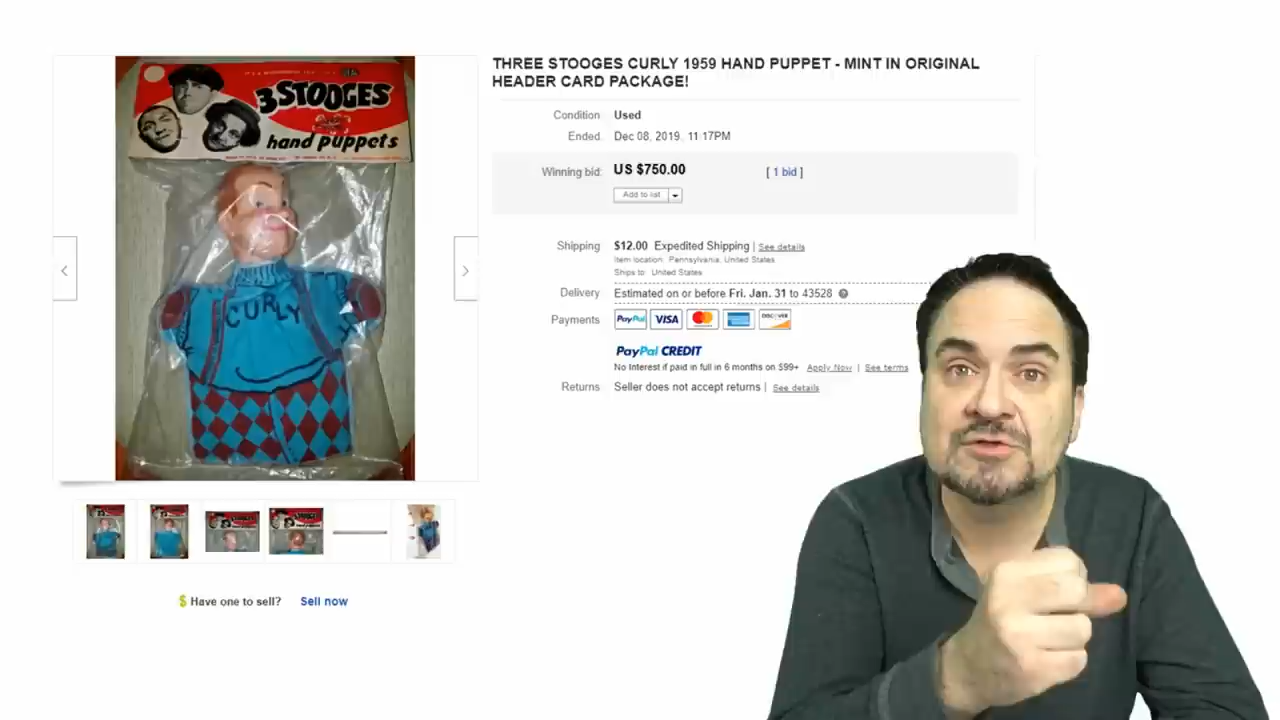 3 STOOGES
hand puppets
CURLY
THREE STOOGES CURLY 1959 HAND PUPPET - MINT IN ORIGINAL
HEADER CARD PACKAGE!
Condition Used
Ended: Dec 08, 2019 11:17PM
Winning bid: US $750.00 [ 1 bid ]
Add to list
Shipping $12.00 Expedited Shipping | See details
Item location: Pennsylvania, United States
Ships to: United States
Delivery Estimated on or before Fri. Jan. 31 to 43528
Payments PayPal VISA MasterCard DISCOVER
PayPal CREDIT
No Interest if paid in full in 6 months on $99+ Apply Now | See terms
Returns: Seller does not accept returns | See details
$ Have one to sell? Sell now